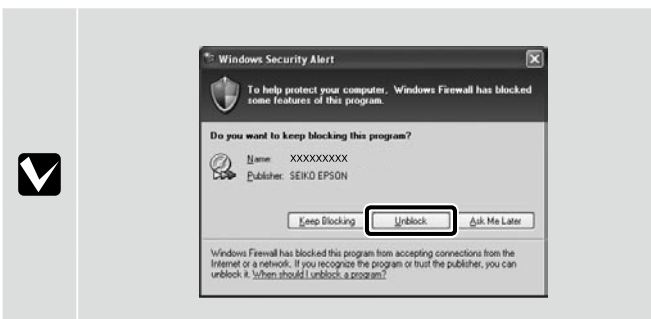 Windows Security Alert
To help protect your computer, Windows Firewall has blocked
some features of this program.
Do you want to keep blocking this program?
Name: XXXXXXXXX
Publisher: SEIKO EPSON
Keep Blocking Unblock Ask Me Later
Windows Firewall has blocked this program from accepting connections from the
Internet or a network. If you recognize the program or trust the publisher, you can
unblock it. When should I unblock a program?